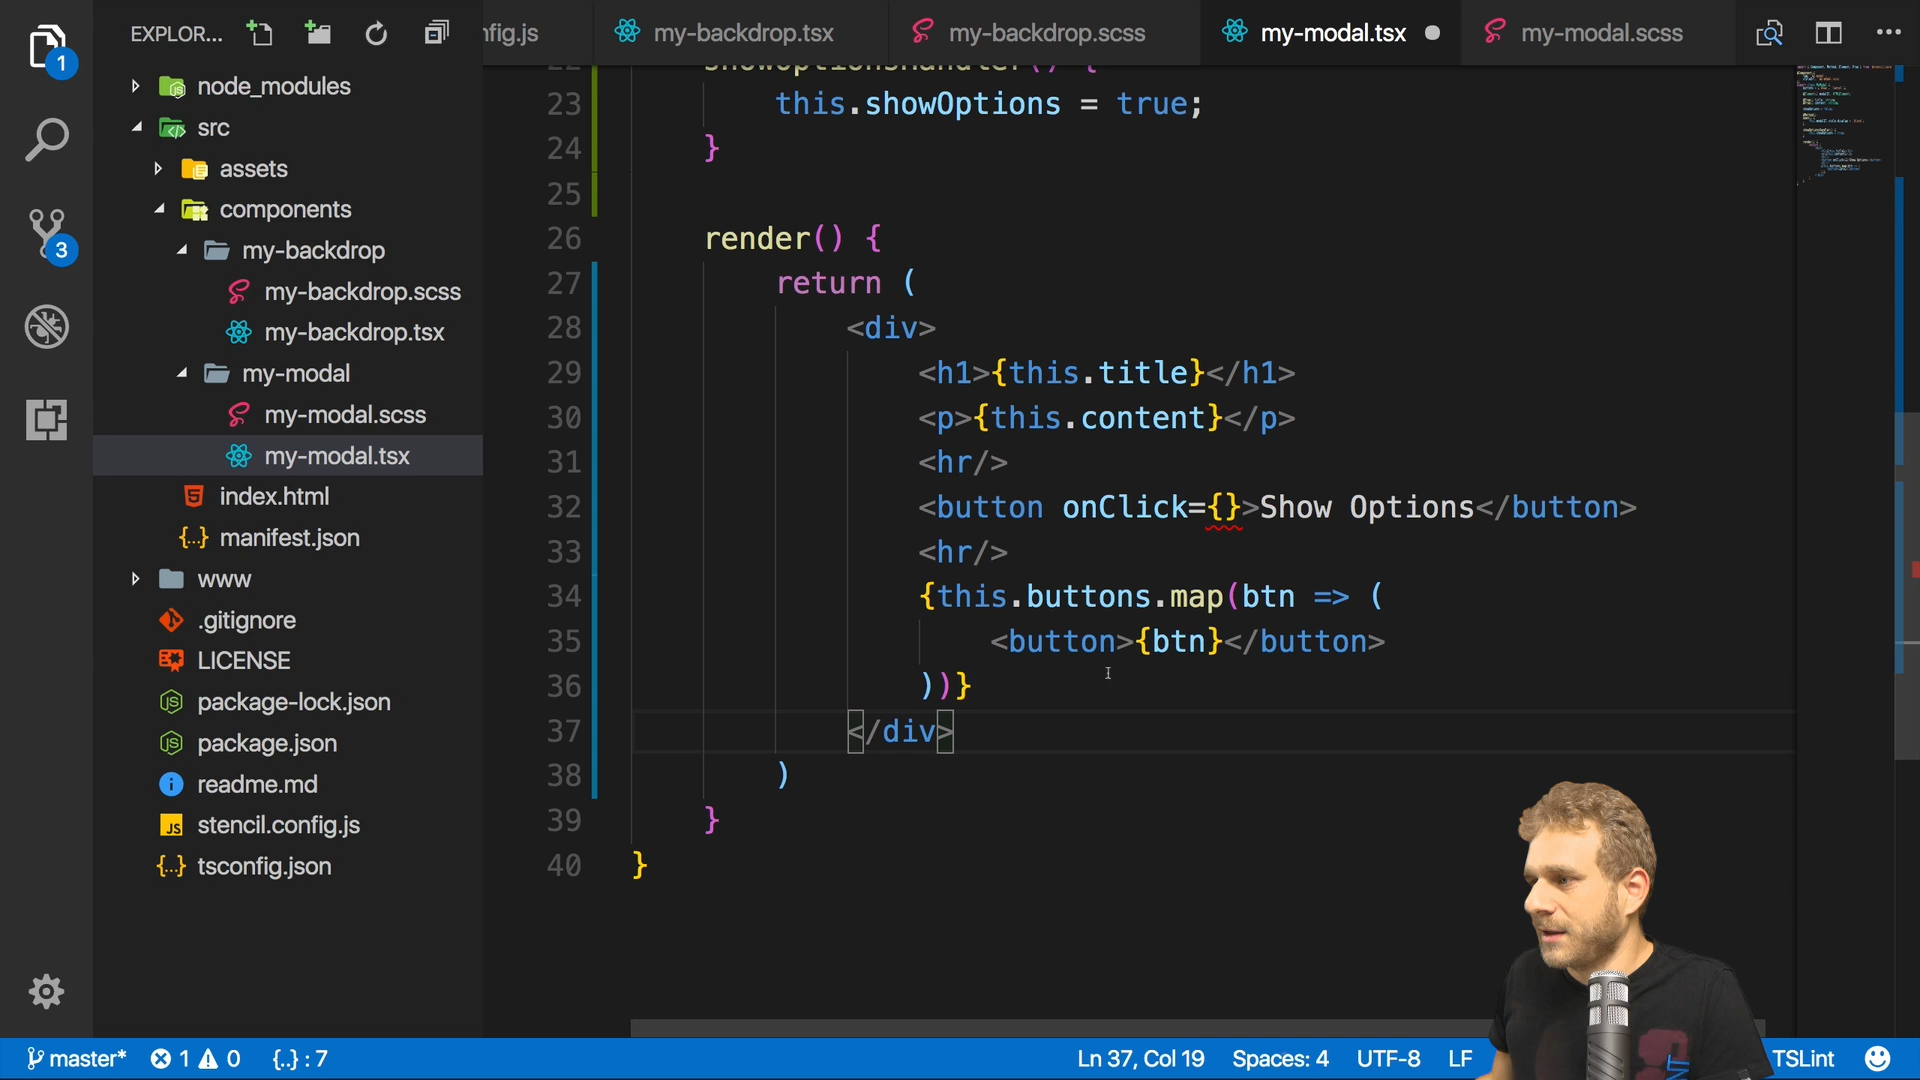 EXPLOR...
nfig.js
my-backdrop.tsx
my-backdrop.scss
my-modal.tsx
my-modal.scss
1
3
node_modules
src
assets
components
my-backdrop
my-backdrop.scss
my-backdrop.tsx
my-modal
my-modal.scss
my-modal.tsx
index.html
manifest.json
www
.gitignore
LICENSE
package-lock.json
package.json
readme.md
JS stencil.config.js
tsconfig.json
22 showOptionsHandler() {
23 this.showOptions = true;
24 }
25
26 render() {
27 return (
28 <div>
29 <h1>{this.title}</h1>
30 <p>{this.content}</p>
31 <hr/>
32 <button onClick={}>Show Options</button>
33 <hr/>
34 {this.buttons.map(btn => (
35 <button>{btn}</button>
36 ))}
37 </div>
38 )
39 }
40 }
master* 1 0 {..} : 7 Ln 37, Col 19 Spaces: 4 UTF-8 LF TSLint